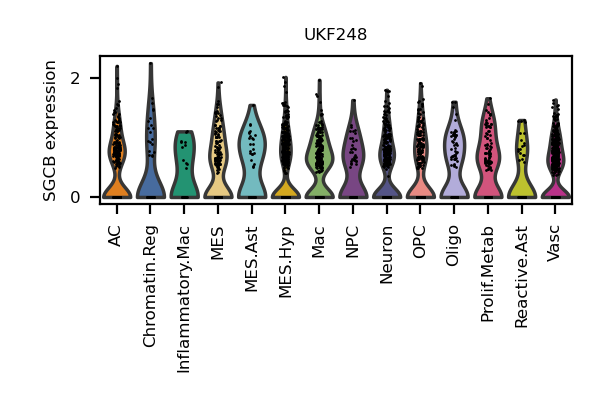 UKF248
SGCB expression
2
0
AC
Chromatin.Reg
Inflammatory.Mac
MES
MES.Ast
MES.Hyp
Mac
NPC
Neuron
OPC
Oligo
Prolif.Metab
Reactive.Ast
Vasc